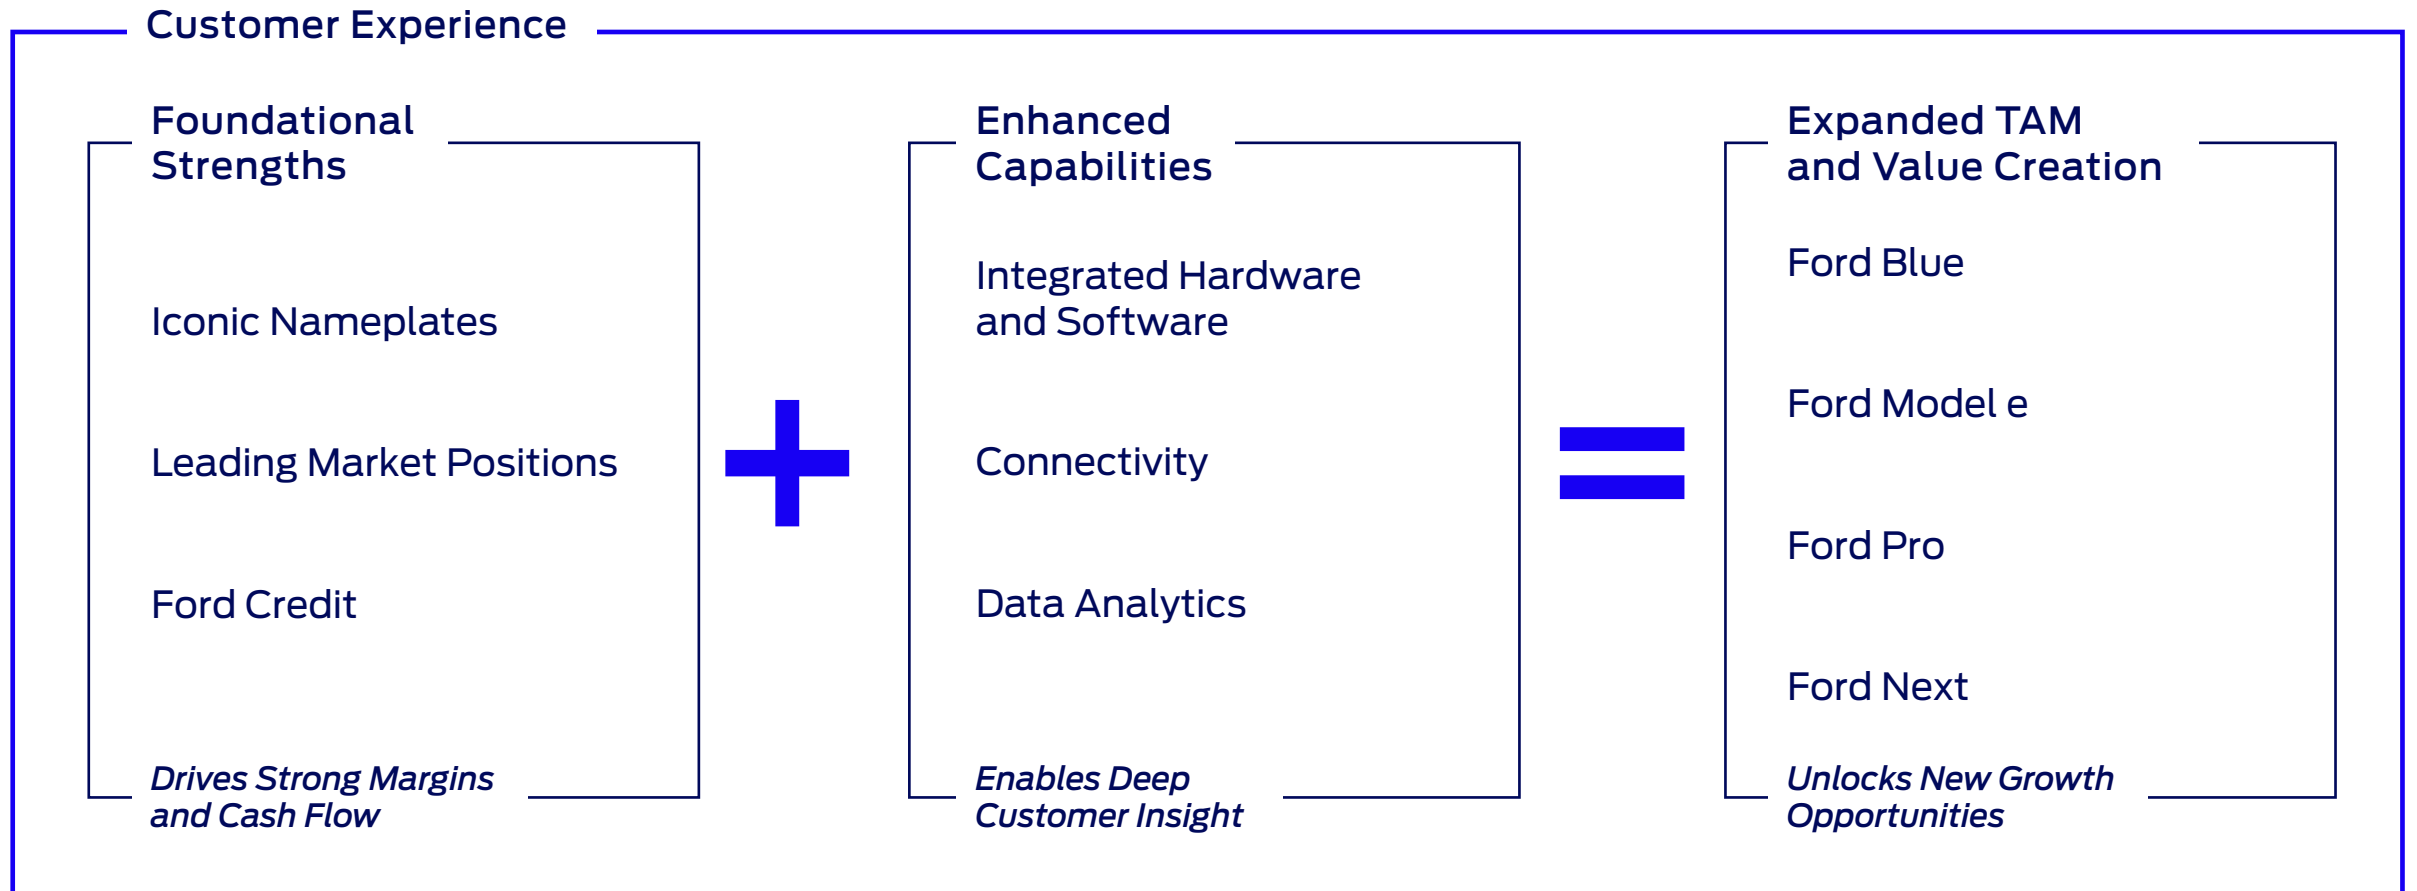 Customer Experience
Foundational
Strengths
Iconic Nameplates
Leading Market Positions
Ford Credit
Drives Strong Margins
and Cash Flow
+
Enhanced
Capabilities
Integrated Hardware
and Software
Connectivity
Data Analytics
Enables Deep
Customer Insight
=
Expanded TAM
and Value Creation
Ford Blue
Ford Model e
Ford Pro
Ford Next
Unlocks New Growth
Opportunities